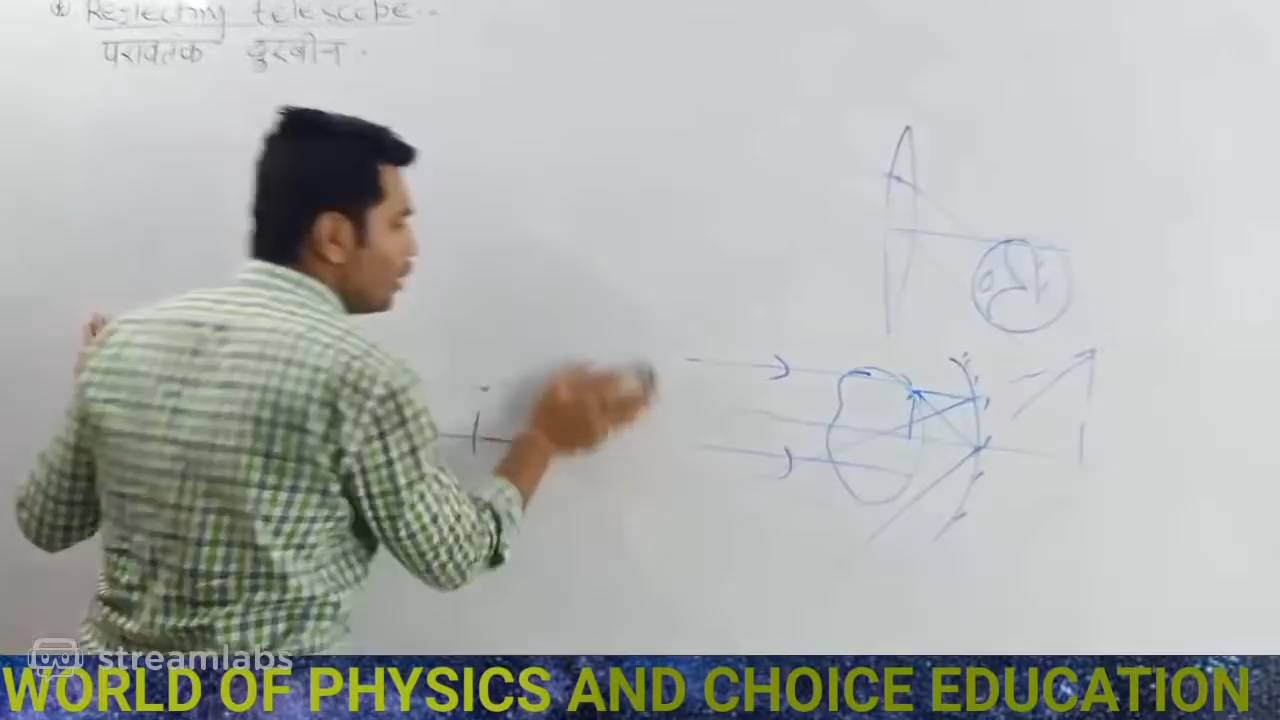 Reflecting telescope :-
परावर्तक दुरबीन .
streamlabs
WORLD OF PHYSICS AND CHOICE EDUCATION